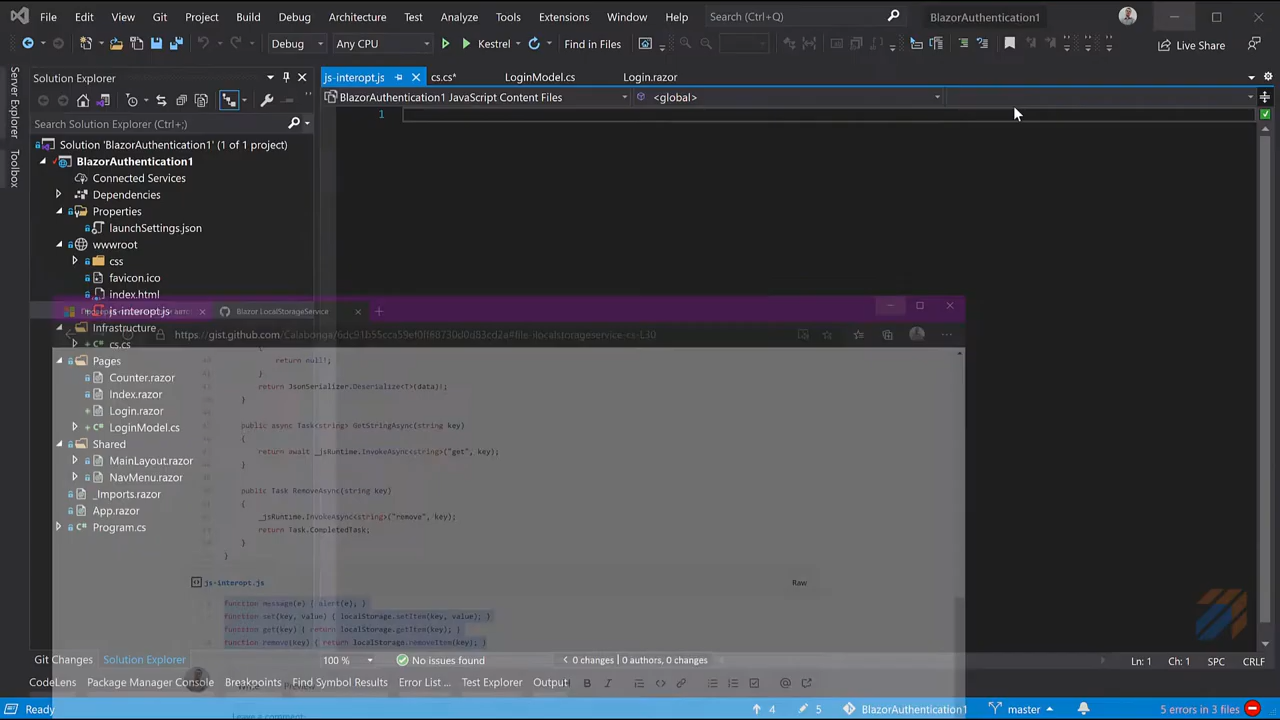 File Edit View Git Project Build Debug Architecture Test Analyze Tools Extensions Window Help Search (Ctrl+Q) BlazorAuthentication1
Debug Any CPU Kestrel Find in Files Live Share
Server Explorer
Toolbox
Solution Explorer
Search Solution Explorer (Ctrl+;)
Solution 'BlazorAuthentication1' (1 of 1 project)
BlazorAuthentication1
Connected Services
Dependencies
Properties
launchSettings.json
wwwroot
css
favicon.ico
index.html
js-interopt.js
Infrastructure
cs.cs
Pages
Counter.razor
Index.razor
Login.razor
LoginModel.cs
Shared
MainLayout.razor
NavMenu.razor
_Imports.razor
App.razor
Program.cs
js-interopt.js cs.cs* LoginModel.cs Login.razor
BlazorAuthentication1 JavaScript Content Files <global>
1
Blazor LocalStorageService
return null!;
}
return JsonSerializer.Deserialize<T>(data)!;
}
public async Task<string> GetStringAsync(string key)
{
return await _jsRuntime.InvokeAsync<string>("get", key);
}
public Task RemoveAsync(string key)
{
_jsRuntime.InvokeAsync<string>("remove", key);
return Task.CompletedTask;
}
}
js-interopt.js Raw
function message(e) { alert(e); }
function set(key, value) { localStorage.setItem(key, value); }
function get(key) { return localStorage.getItem(key); }
function remove(key) { return localStorage.removeItem(key); }
Git Changes Solution Explorer 100 % No issues found 0 changes | 0 authors, 0 changes Ln: 1 Ch: 1 SPC CRLF
CodeLens Package Manager Console Breakpoints Find Symbol Results Error List ... Test Explorer Output
Write Preview
Leave a comment
Ready 4 5 BlazorAuthentication1 master 5 errors in 3 files